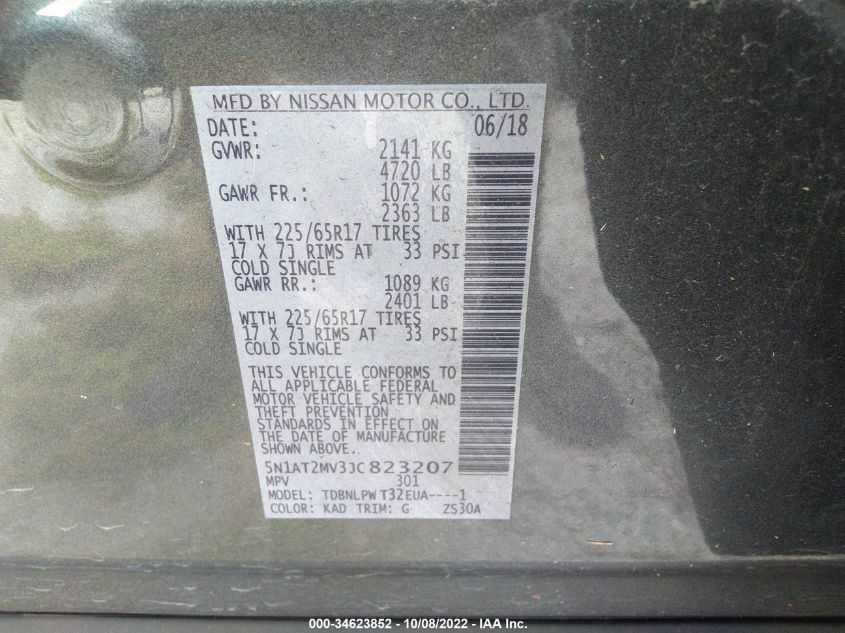 MFD BY NISSAN MOTOR CO., LTD.
DATE: 06/18
GVWR: 2141 KG
4720 LB
GAWR FR.: 1072 KG
2363 LB
WITH 225/65R17 TIRES
17 X 7J RIMS AT 33 PSI
COLD SINGLE
GAWR RR.: 1089 KG
2401 LB
WITH 225/65R17 TIRES
17 X 7J RIMS AT 33 PSI
COLD SINGLE
THIS VEHICLE CONFORMS TO
ALL APPLICABLE FEDERAL
MOTOR VEHICLE SAFETY AND
THEFT PREVENTION
STANDARDS IN EFFECT ON
THE DATE OF MANUFACTURE
SHOWN ABOVE..
5N1AT2MV3JC823207
MPV 301
MODEL: TDBNLPW T32EUA----1
COLOR: KAD TRIM: G ZS30A
000-34623852 - 10/08/2022 - IAA Inc.